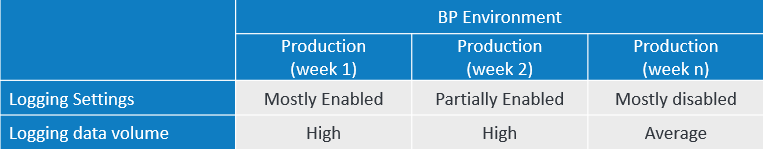 BP Environment
Production (week 1) Production (week 2) Production (week n)
Logging Settings Mostly Enabled Partially Enabled Mostly disabled
Logging data volume High High Average